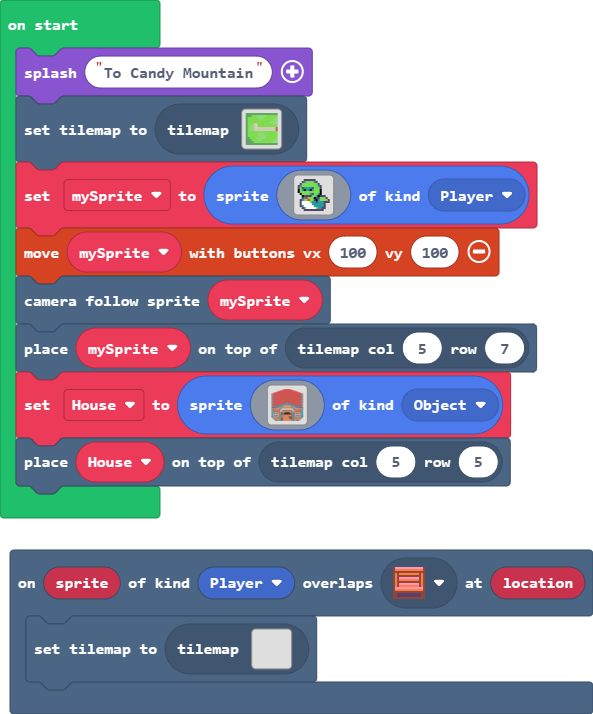 on start
splash "To Candy Mountain"
set tilemap to tilemap
set mySprite to sprite of kind Player
move mySprite with buttons vx 100 vy 100
camera follow sprite mySprite
place mySprite on top of tilemap col 5 row 7
set House to sprite of kind Object
place House on top of tilemap col 5 row 5
on sprite of kind Player overlaps at location
set tilemap to tilemap